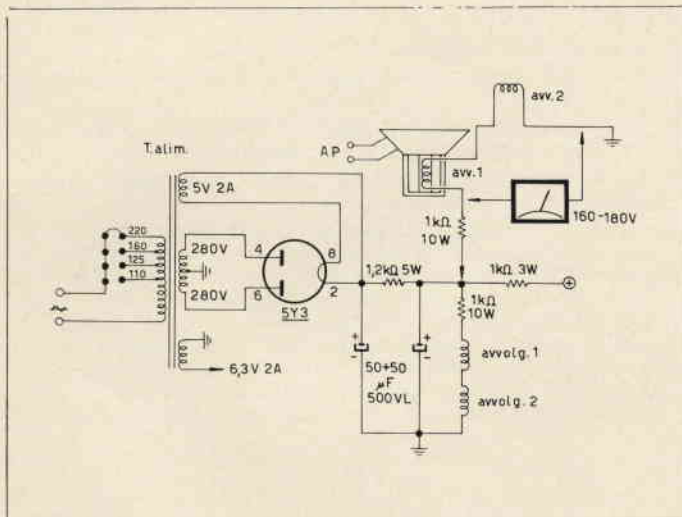 avv. 2
T. alim.
A P
avv. 1
5V 2A
160-180V
220
160
125
110
280V
280V
4
6
8
2
5Y3
1kΩ
10W
1,2kΩ 5W
1kΩ 3W
+
1kΩ
10W
6,3V 2A
+
-
+
-
50+50
µF
500VL
avvolg. 1
avvolg. 2